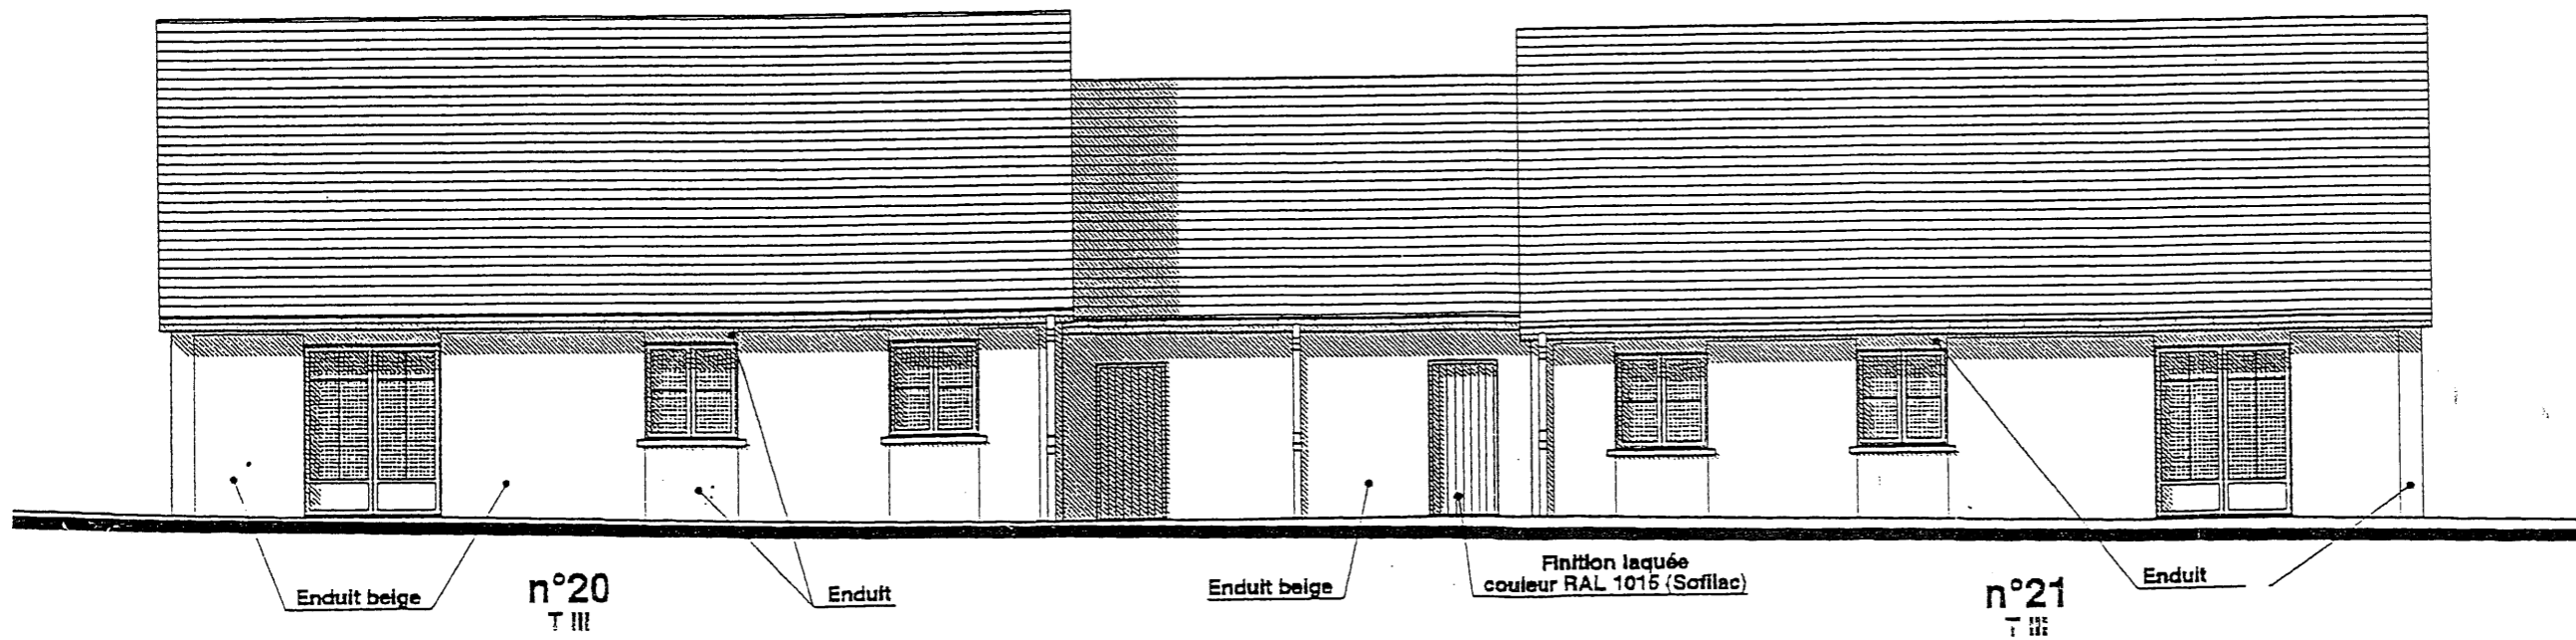 Enduit beige
n°20
T III
Enduit
Enduit beige
Finition laquée
couleur RAL 1015 (Sofilac)
n°21
T III
Enduit